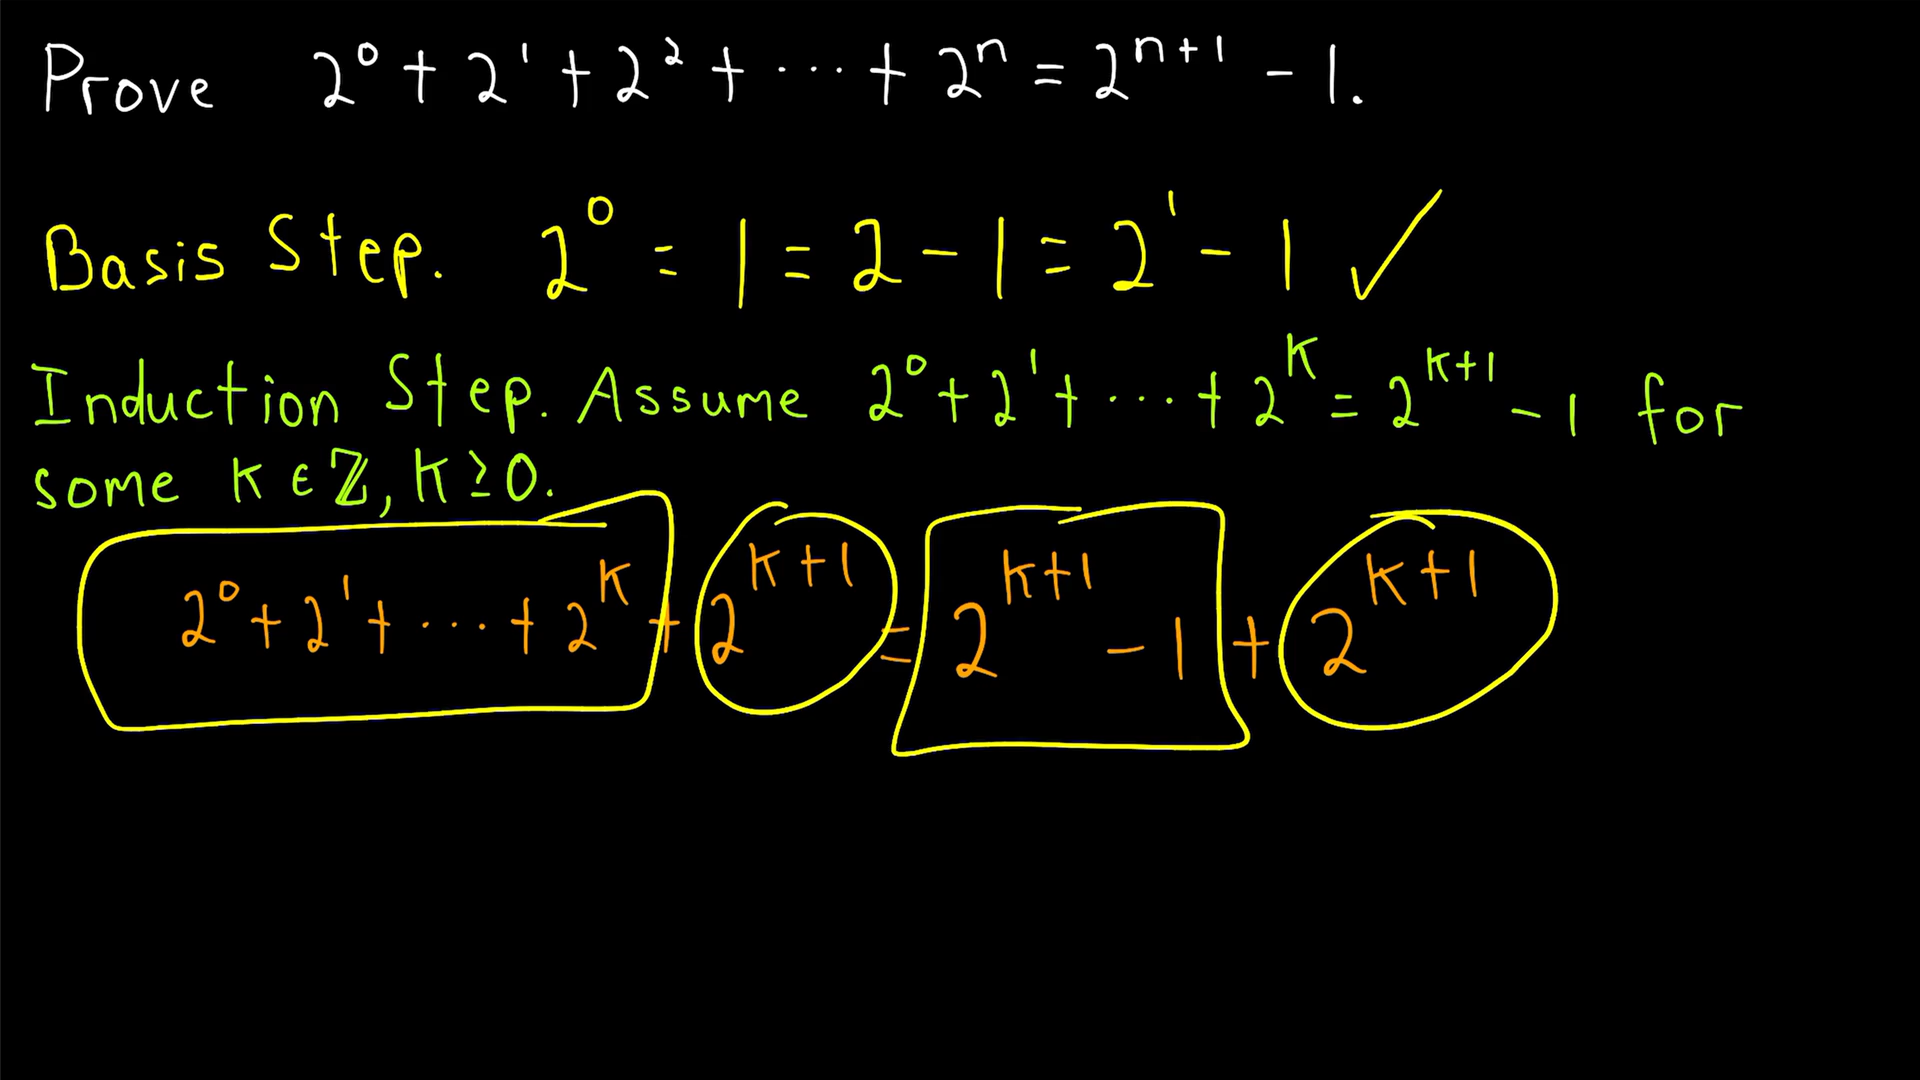 Prove 2⁰ + 2¹ + 2² + ··· + 2ⁿ = 2ⁿ⁺¹ - 1.
Basis Step. 2⁰ = 1 = 2 - 1 = 2¹ - 1 ✓
Induction Step. Assume 2⁰ + 2¹ + ··· + 2ᵏ = 2ᵏ⁺¹ - 1 for
some k ∈ ℤ, k ≥ 0.
2⁰ + 2¹ + ··· + 2ᵏ + 2ᵏ⁺¹ = 2ᵏ⁺¹ - 1 + 2ᵏ⁺¹